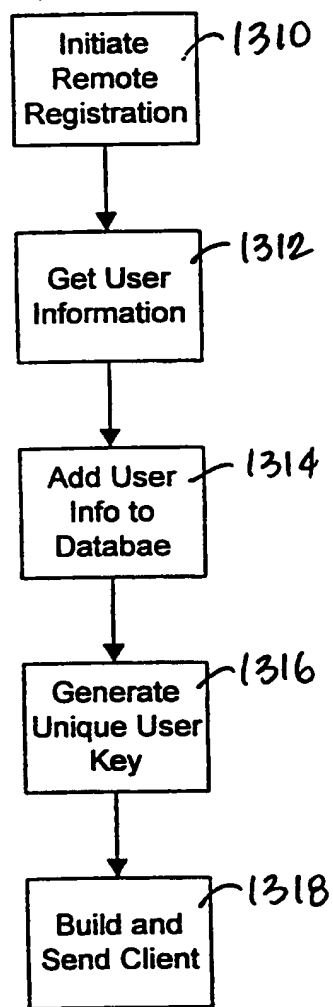 Initiate
Remote
Registration
1310
Get User
Information
1312
Add User
Info to
Databae
1314
Generate
Unique User
Key
1316
Build and
Send Client
1318